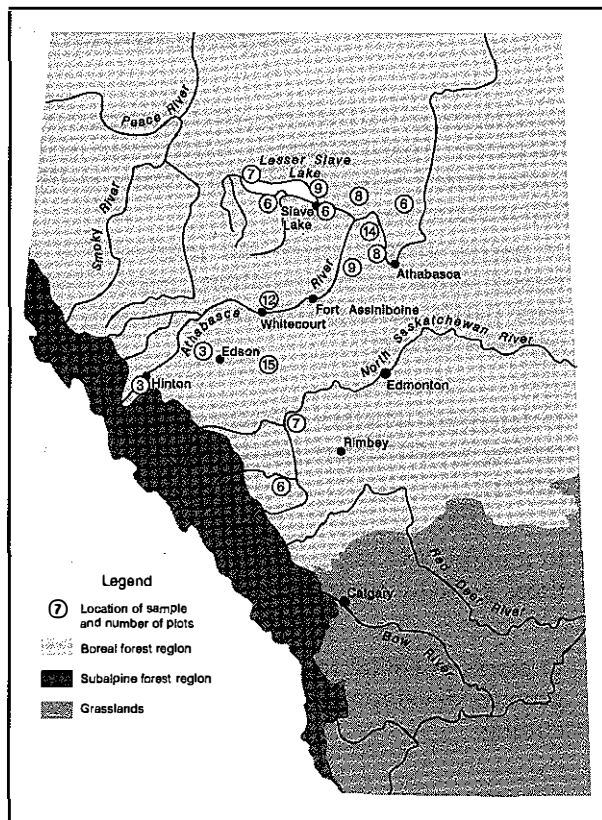 Peace River
Smoky River
Lesser Slave
Lake
7
9
8
6
6
6
Slave
Lake
14
8
Athabasca
9
River
Athabasca
12
Fort Assiniboine
Whitecourt
3
Edson
15
3
Hinton
North Saskatchewan River
Edmonton
7
Rimbey
6
Red Deer River
Calgary
Bow River
Legend
7 Location of sample
and number of plots
Boreal forest region
Subalpine forest region
Grasslands